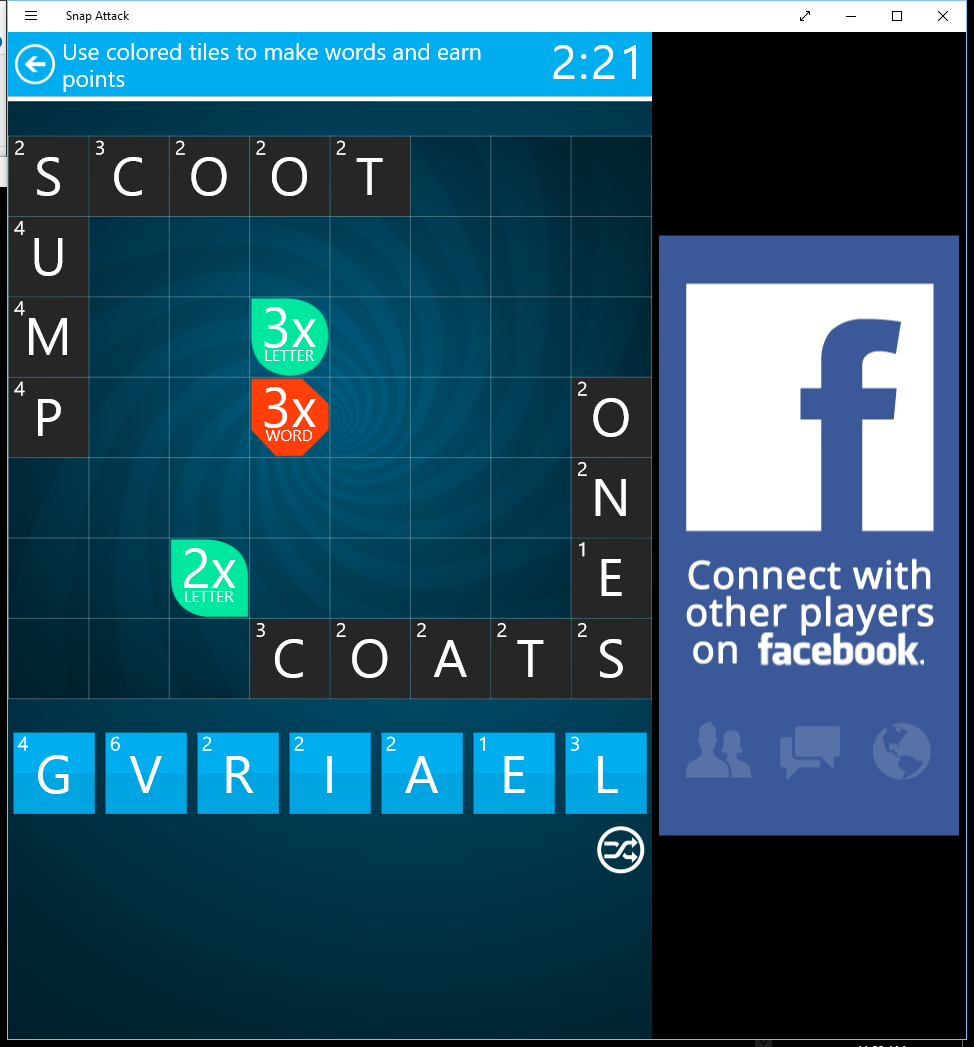 Snap Attack
Use colored tiles to make words and earn
points
2:21
2 S 3 C 2 O 2 O 2 T
4 U
4 M 3x LETTER
4 P 3x WORD 2 O
2 N
2x LETTER 1 E
3 C 2 O 2 A 2 T 2 S
4 G 6 V 2 R 2 I 2 A 1 E 3 L
f
Connect with
other players
on facebook.